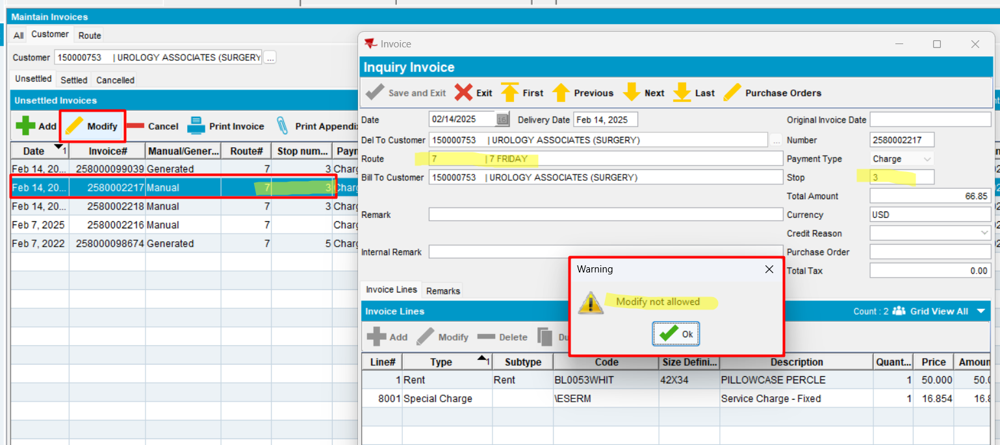 Maintain Invoices
All Customer Route
Customer 150000753 | UROLOGY ASSOCIATES (SURGERY ...
Unsettled Settled Cancelled
Unsettled Invoices
Add Modify Cancel Print Invoice Print Appendix
Date 1 Invoice# Manual/Gener... Route# Stop num... Payn
Feb 14, 20... 258000099039 Generated 7 3 Charg
Feb 14, 20... 2580002217 Manual 7 3 Charg
Feb 14, 20... 2580002218 Manual 7 3 Charg
Feb 7, 2025 2580002216 Manual 7 Charg
Feb 7, 2022 258000098674 Generated 7 5 Charg
Invoice
Inquiry Invoice
Save and Exit Exit First Previous Next Last Purchase Orders
Date 02/14/2025 16 Delivery Date Feb 14, 2025 Original Invoice Date
Del To Customer 150000753 | UROLOGY ASSOCIATES (SURGERY) ... Number 2580002217
Route 7 | 7 FRIDAY Payment Type Charge
Bill To Customer 150000753 | UROLOGY ASSOCIATES (SURGERY) Stop 3
Total Amount 66.85
Remark Currency USD
Credit Reason
Internal Remark Purchase Order
Total Tax 0.00
Warning
Modify not allowed
Ok
Invoice Lines Remarks
Invoice Lines Count : 2 Grid View All
Add Modify Delete Du
Line# Type 1 Subtype Code Size Defini... Description Quant... Price Amoun
1 Rent Rent BL0053WHIT 42X34 PILLOWCASE PERCLE 1 50.000 50.0
8001 Special Charge \ESERM Service Charge - Fixed 1 16.854 16.8